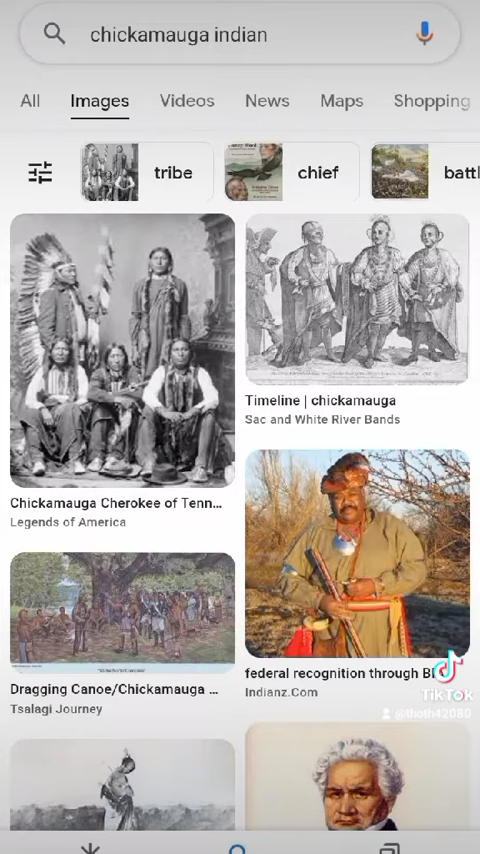 chickamauga indian
All Images Videos News Maps Shopping
tribe chief battl
Chickamauga Cherokee of Tenn...
Legends of America
Timeline | chickamauga
Sac and White River Bands
Dragging Canoe/Chickamauga ...
Tsalagi Journey
federal recognition through B
Indianz.Com
TikTok
@thoth42080